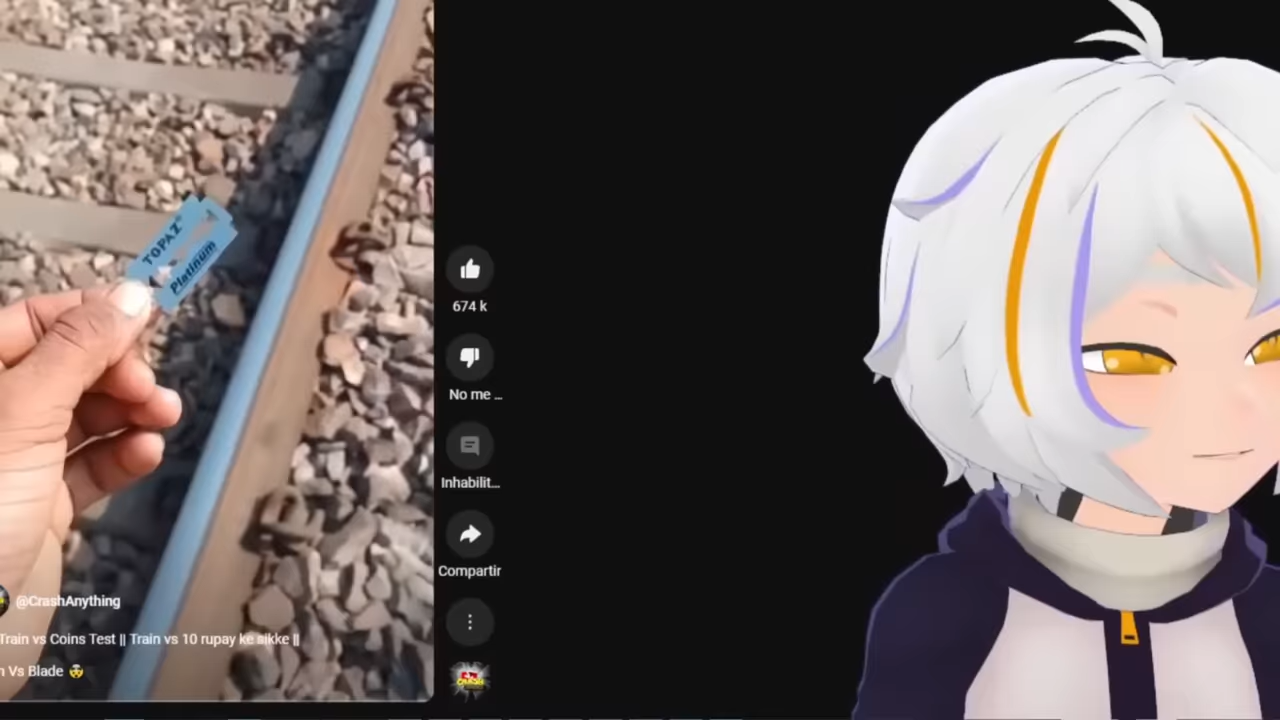 TOPAZ
Platinum
674 k
No me ...
Inhabilit...
Compartir
@CrashAnything
Train vs Coins Test || Train vs 10 rupay ke sikke ||
Vs Blade
CRASH